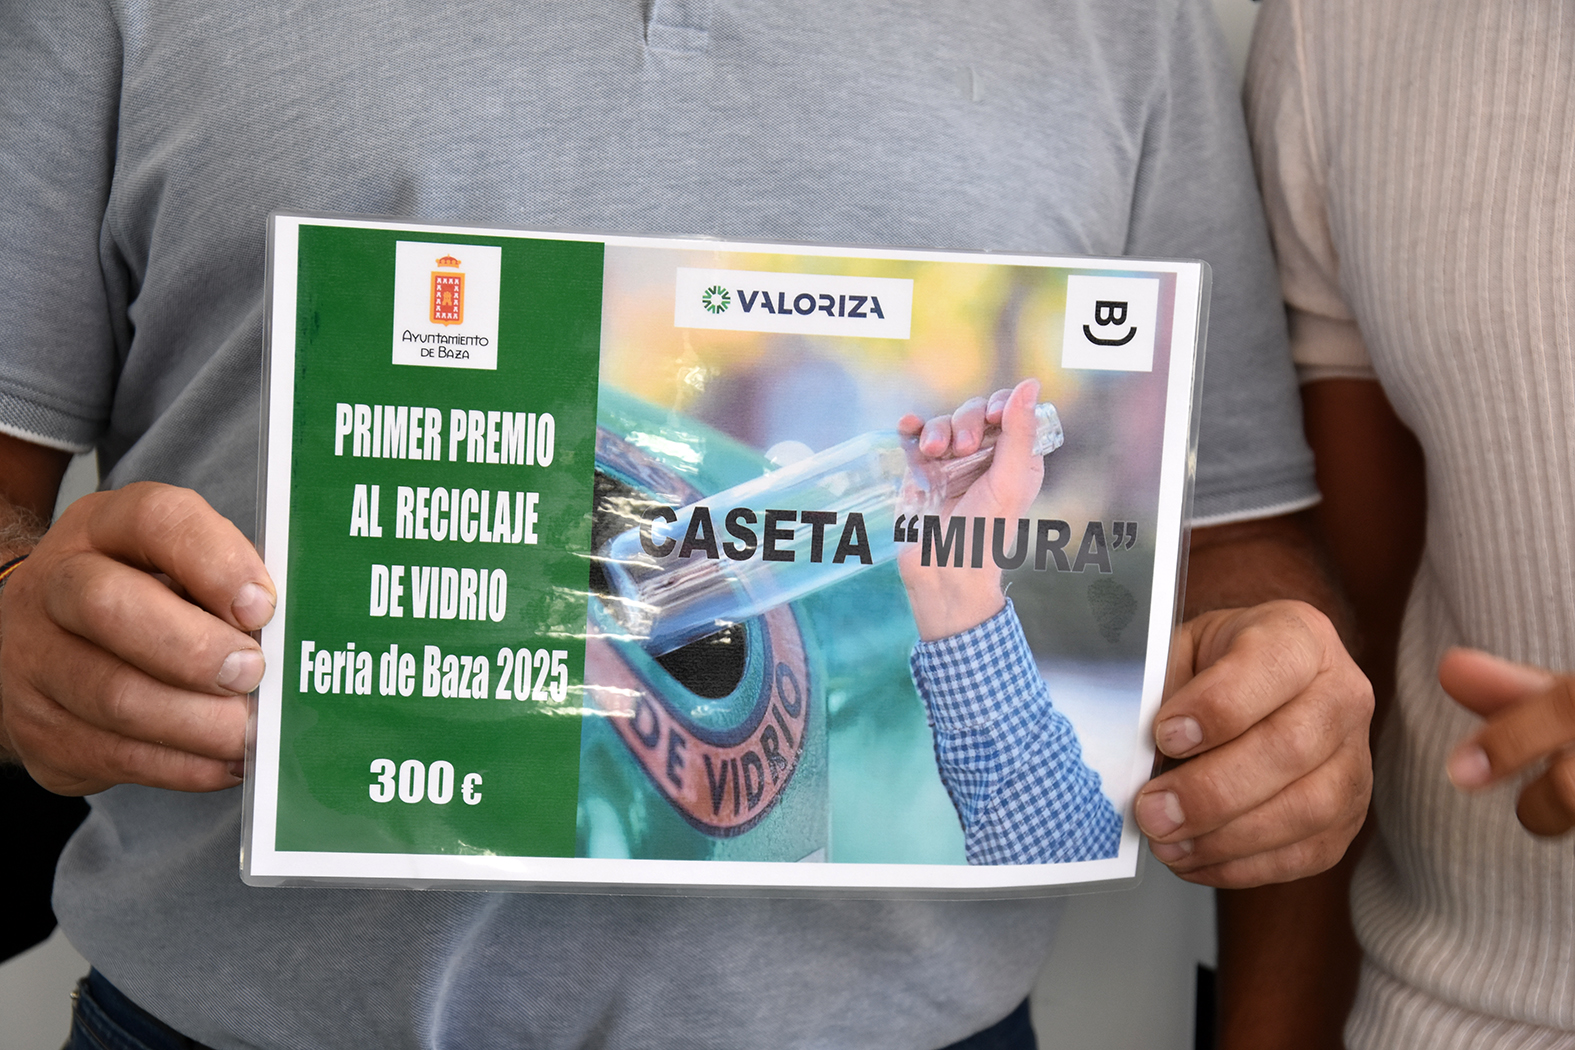 AYUNTAMIENTO
DE BAZA
PRIMER PREMIO
AL RECICLAJE
DE VIDRIO
Feria de Baza 2025
300 €
VALORIZA
B
CASETA “MIURA”
DE VIDRIO